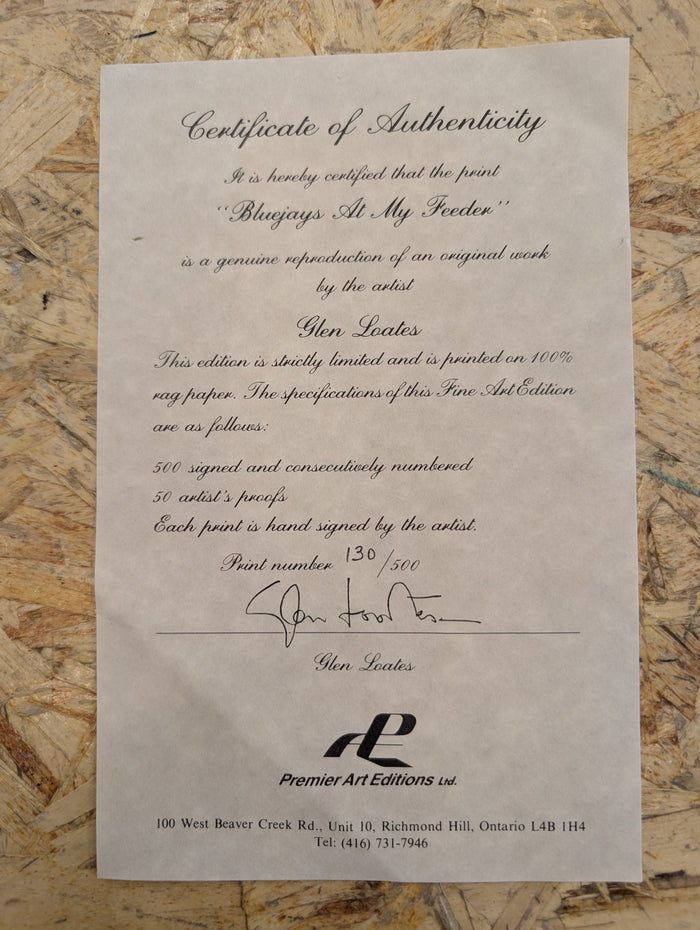 Certificate of Authenticity
It is hereby certified that the print
"Bluejays At My Feeder"
is a genuine reproduction of an original work
by the artist
Glen Loates
This edition is strictly limited and is printed on 100%
rag paper. The specifications of this Fine Art Edition
are as follows:
500 signed and consecutively numbered
50 artist's proofs
Each print is hand signed by the artist.
Print number 130 /500
Glen Loates
Glen Loates
APE
Premier Art Editions Ltd.
100 West Beaver Creek Rd., Unit 10, Richmond Hill, Ontario L4B 1H4
Tel: (416) 731-7946